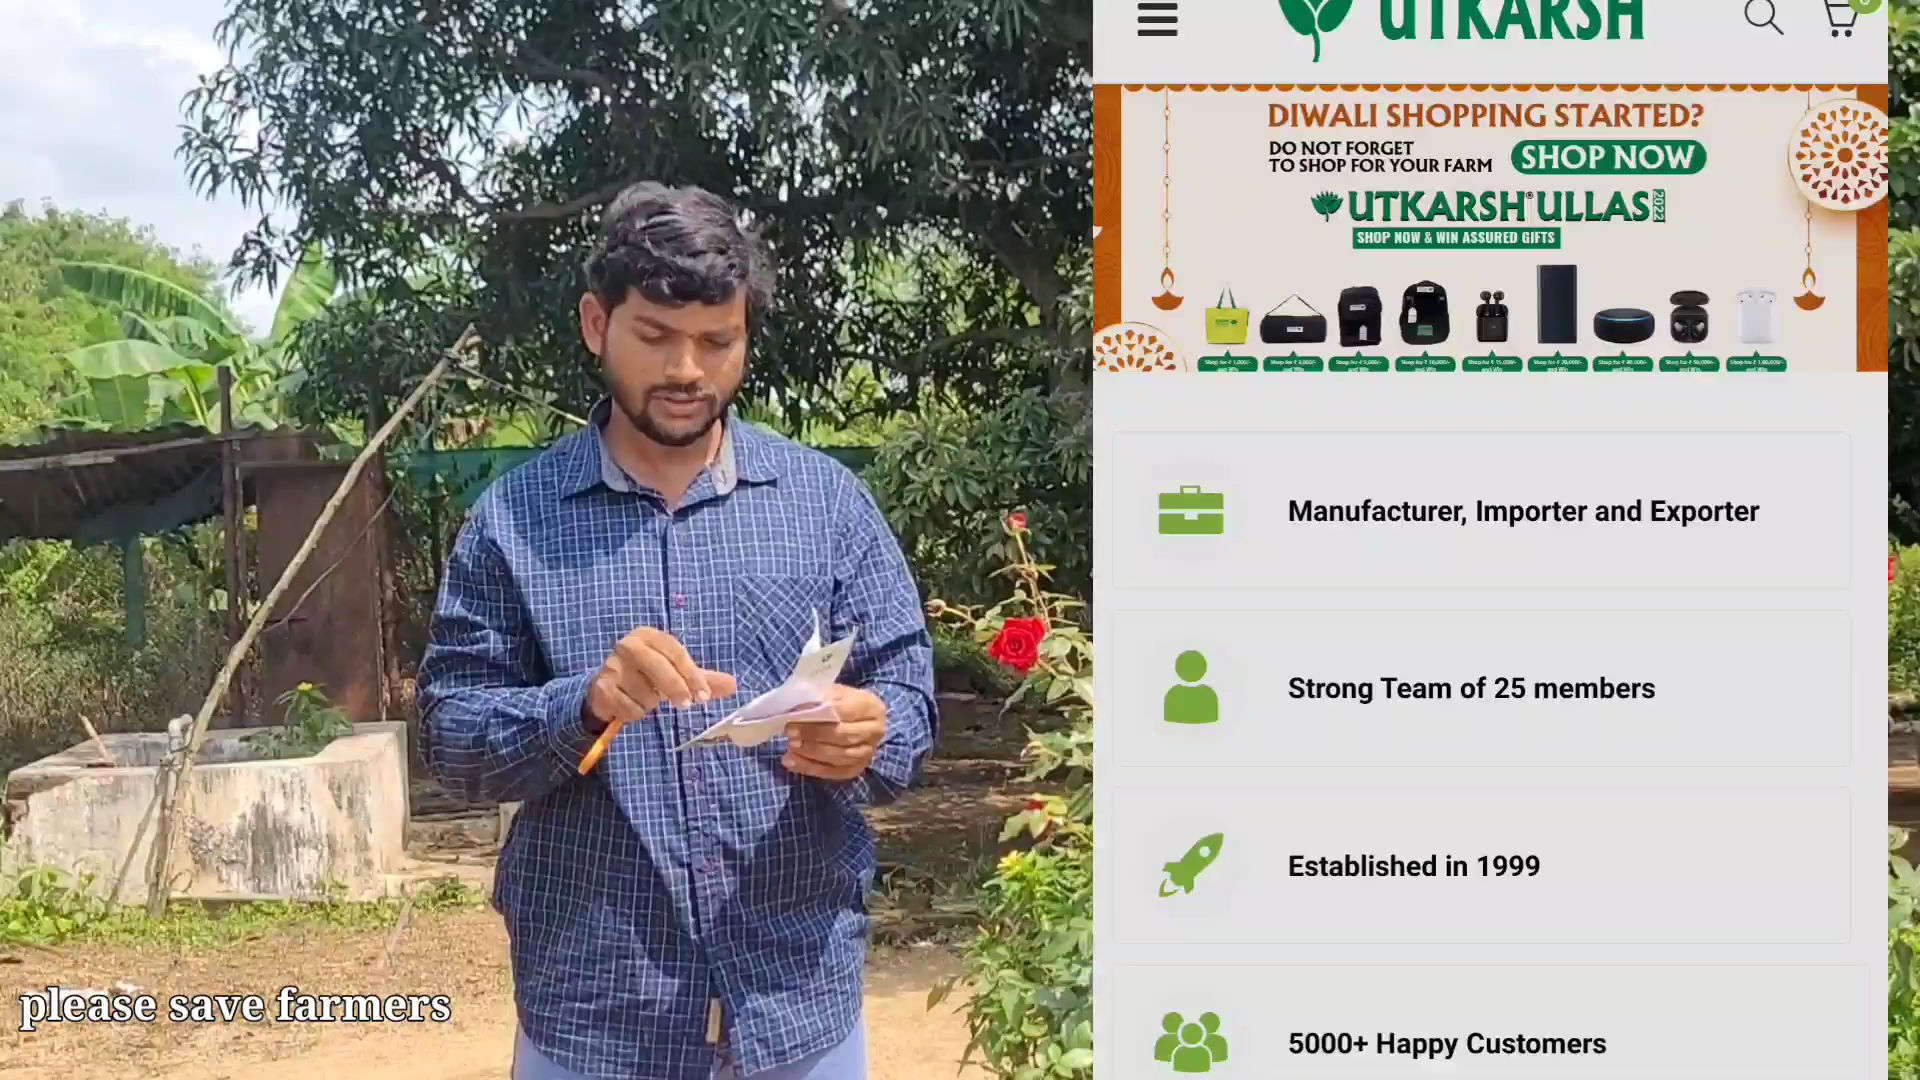 UTKARSH
0
DIWALI SHOPPING STARTED?
DO NOT FORGET
TO SHOP FOR YOUR FARM
SHOP NOW
UTKARSH® ULLAS 2022
SHOP NOW & WIN ASSURED GIFTS
Manufacturer, Importer and Exporter
Strong Team of 25 members
Established in 1999
5000+ Happy Customers
please save farmers